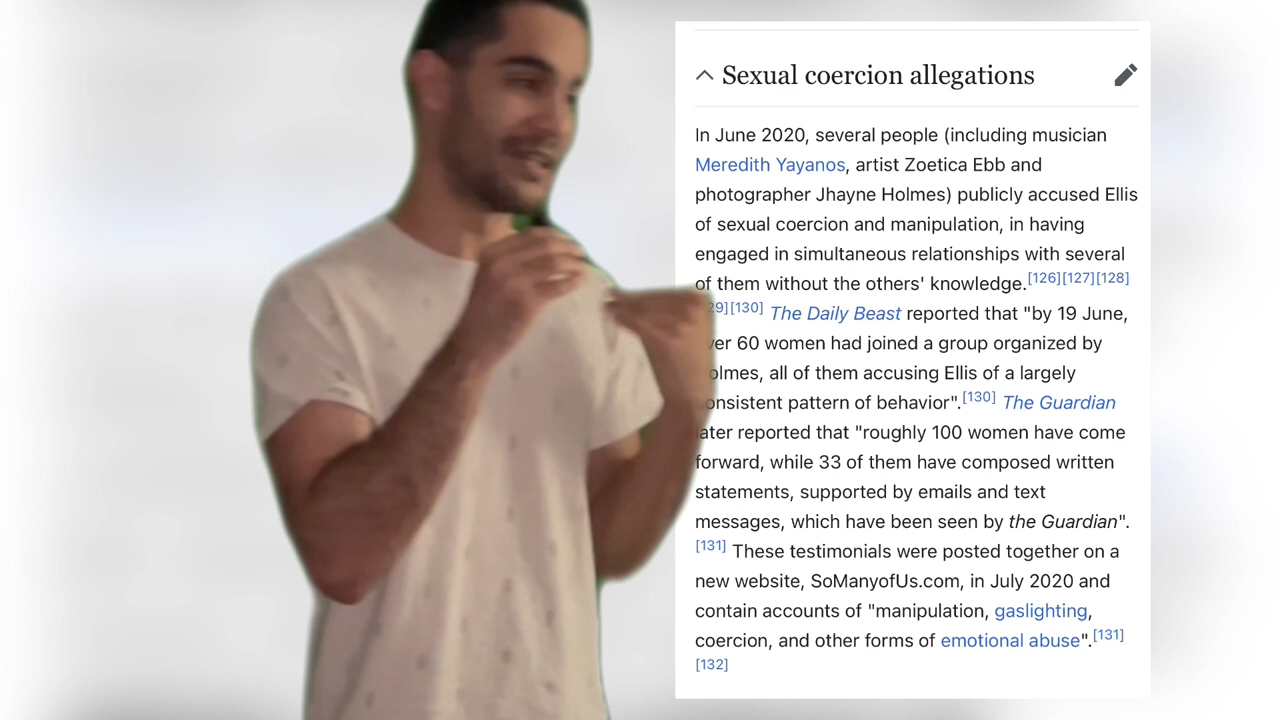 Sexual coercion allegations
In June 2020, several people (including musician
Meredith Yayanos, artist Zoetica Ebb and
photographer Jhayne Holmes) publicly accused Ellis
of sexual coercion and manipulation, in having
engaged in simultaneous relationships with several
of them without the others' knowledge.[126][127][128]
29][130] The Daily Beast reported that "by 19 June,
ver 60 women had joined a group organized by
olmes, all of them accusing Ellis of a largely
onsistent pattern of behavior".[130] The Guardian
later reported that "roughly 100 women have come
forward, while 33 of them have composed written
statements, supported by emails and text
messages, which have been seen by the Guardian".
[131] These testimonials were posted together on a
new website, SoManyofUs.com, in July 2020 and
contain accounts of "manipulation, gaslighting,
coercion, and other forms of emotional abuse".[131]
[132]